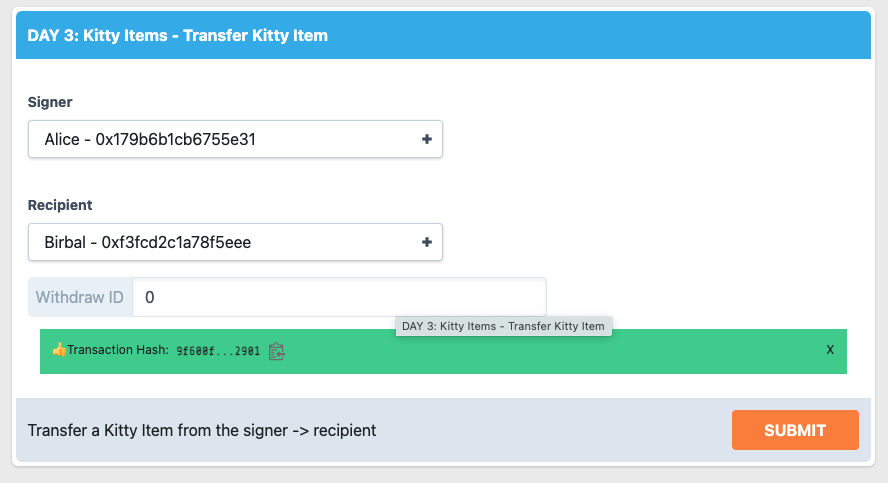 DAY 3: Kitty Items - Transfer Kitty Item
Signer
Alice - 0x179b6b1cb6755e31
Recipient
Birbal - 0xf3fcd2c1a78f5eee
Withdraw ID 0
DAY 3: Kitty Items - Transfer Kitty Item
👍Transaction Hash: 9f600f...2901 X
Transfer a Kitty Item from the signer -> recipient SUBMIT